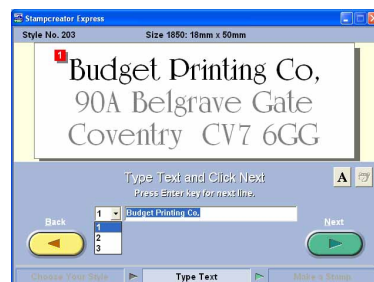 Stampcreator Express
Style No. 203 Size 1850: 18mm x 50mm
1
Budget Printing Co,
90A Belgrave Gate
Coventry CV7 6GG
Type Text and Click Next
Press Enter key for next line.
A
Back 1 Budget Printing Co, Next
1
2
3
Choose Your Style Type Text Make a Stamp